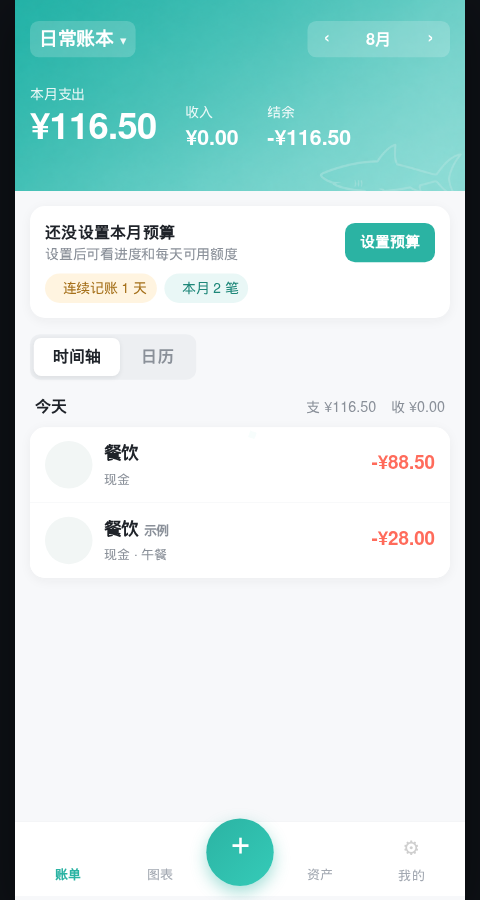 日常账本 ▾
‹ 8月 ›
本月支出
¥116.50
收入
¥0.00
结余
-¥116.50
还没设置本月预算
设置后可看进度和每天可用额度
设置预算
连续记账 1 天
本月 2 笔
时间轴
日历
今天
支 ¥116.50 收 ¥0.00
餐饮
现金
-¥88.50
餐饮 示例
现金 · 午餐
-¥28.00
+
账单
图表
资产
我的